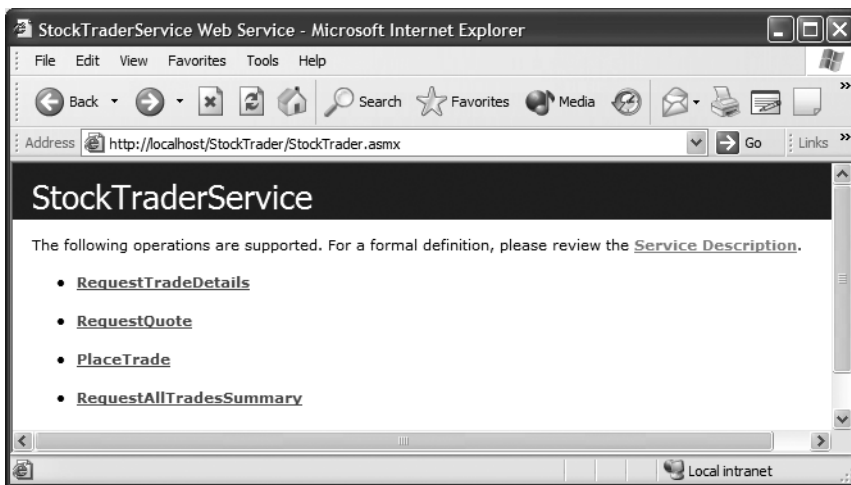 StockTraderService Web Service - Microsoft Internet Explorer
File Edit View Favorites Tools Help
Back Search Favorites Media
Address http://localhost/StockTrader/StockTrader.asmx Go Links
StockTraderService
The following operations are supported. For a formal definition, please review the Service Description.
• RequestTradeDetails
• RequestQuote
• PlaceTrade
• RequestAllTradesSummary
Local intranet